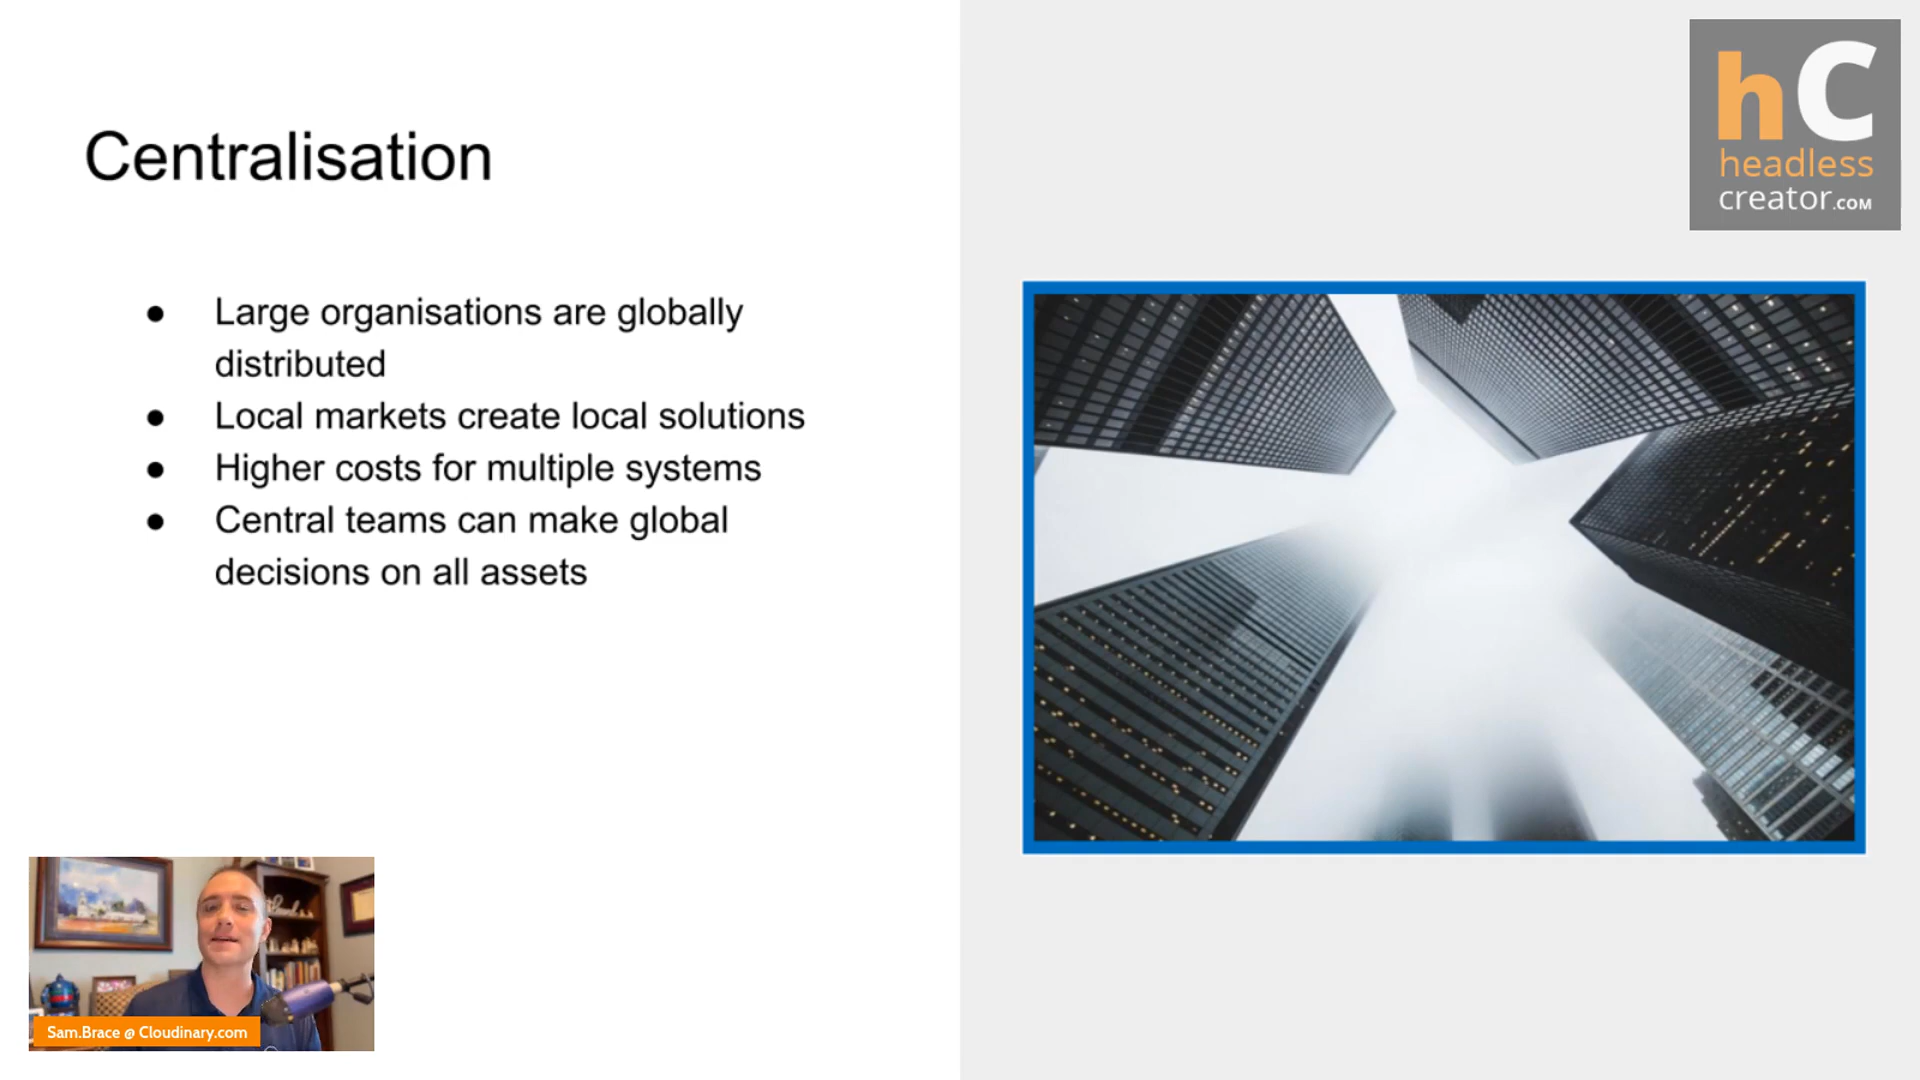 Centralisation
● Large organisations are globally
distributed
● Local markets create local solutions
● Higher costs for multiple systems
● Central teams can make global
decisions on all assets
hC
headless
creator.COM
Sam.Brace @ Cloudinary.com